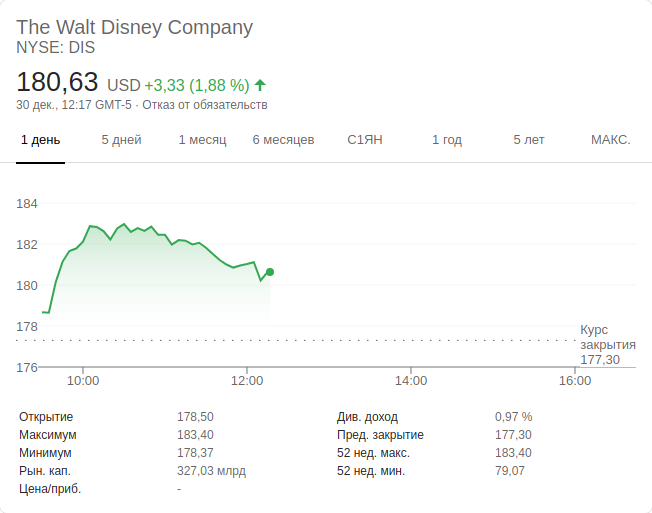 The Walt Disney Company
NYSE: DIS
180,63 USD +3,33 (1,88 %)
30 дек., 12:17 GMT-5 · Отказ от обязательств
1 день 5 дней 1 месяц 6 месяцев С1ЯН 1 год 5 лет МАКС.
184
182
180
178
Курс
закрытия
177,30
176
10:00 12:00 14:00 16:00
Открытие 178,50 Див. доход 0,97 %
Максимум 183,40 Пред. закрытие 177,30
Минимум 178,37 52 нед. макс. 183,40
Рын. кап. 327,03 млрд 52 нед. мин. 79,07
Цена/приб. -